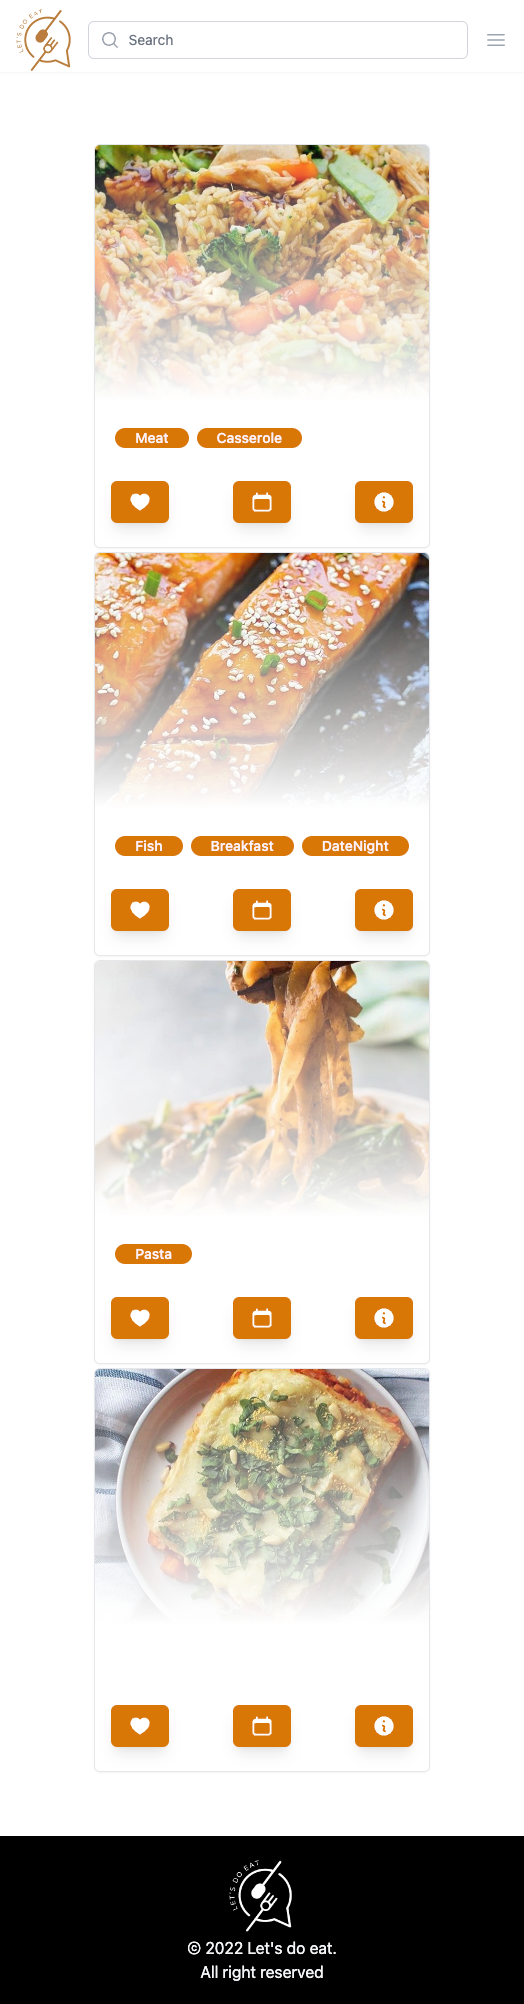 LET'S DO EAT
Search
Meat Casserole
Fish Breakfast DateNight
Pasta
LET'S DO EAT
© 2022 Let's do eat.
All right reserved